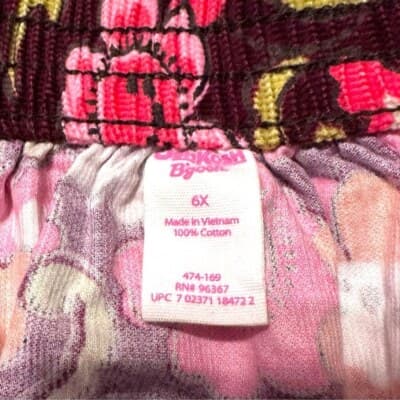 OshKosh
B'gosh
6X
Made in Vietnam
100% Cotton
474-169
RN# 96367
UPC 7 02371 18472 2